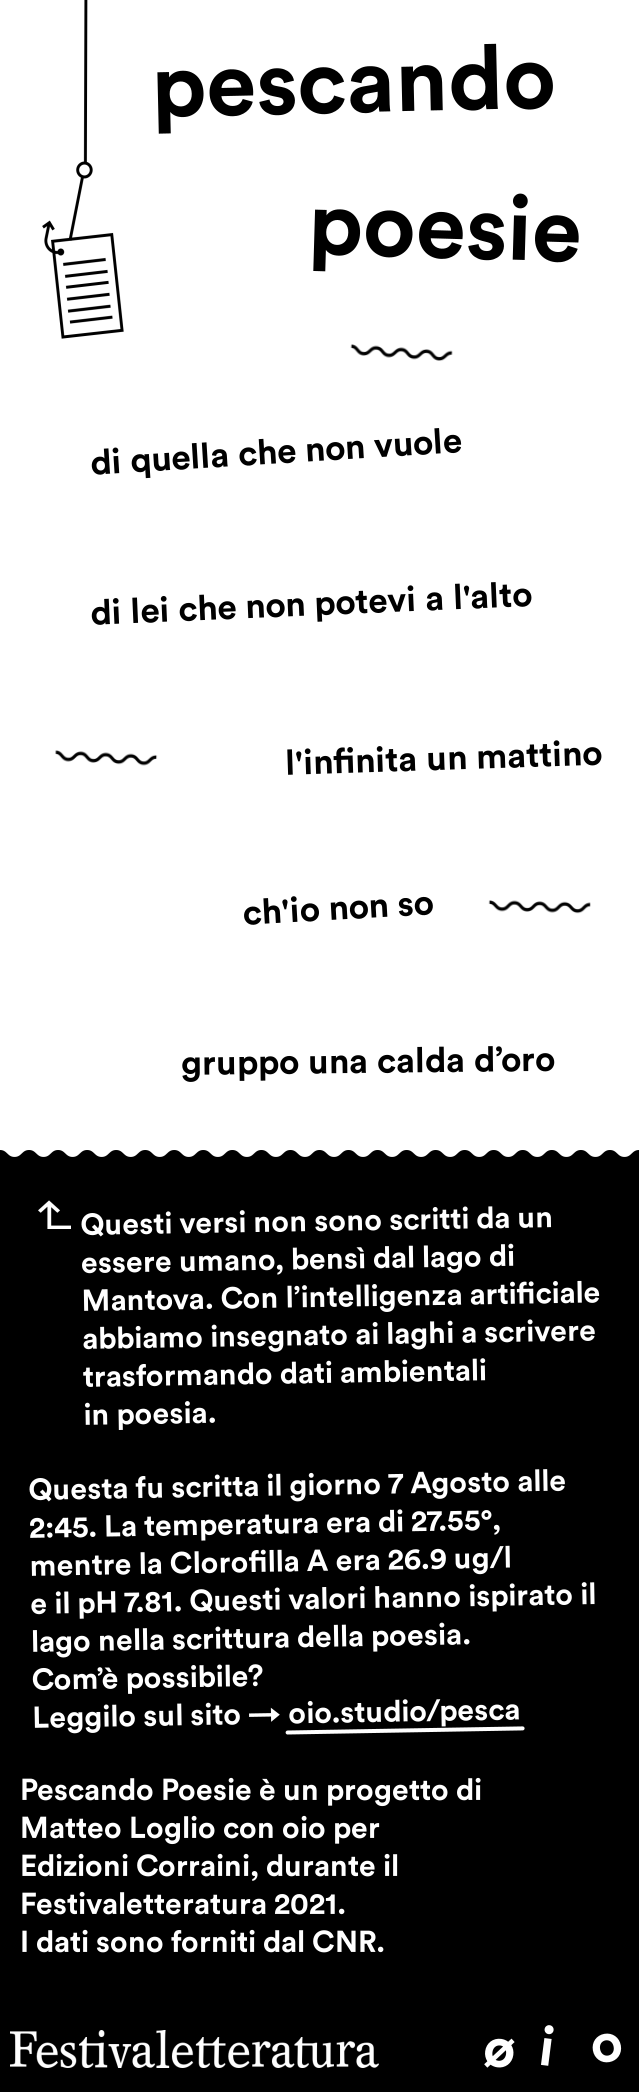 pescando
poesie
di quella che non vuole
di lei che non potevi a l'alto
l'infinita un mattino
ch'io non so
gruppo una calda d’oro
Questi versi non sono scritti da un
essere umano, bensì dal lago di
Mantova. Con l’intelligenza artificiale
abbiamo insegnato ai laghi a scrivere
trasformando dati ambientali
in poesia.
Questa fu scritta il giorno 7 Agosto alle
2:45. La temperatura era di 27.55°,
mentre la Clorofilla A era 26.9 ug/l
e il pH 7.81. Questi valori hanno ispirato il
lago nella scrittura della poesia.
Com’è possibile?
Leggilo sul sito → oio.studio/pesca
Pescando Poesie è un progetto di
Matteo Loglio con oio per
Edizioni Corraini, durante il
Festivaletteratura 2021.
I dati sono forniti dal CNR.
Festivaletteratura ø i o